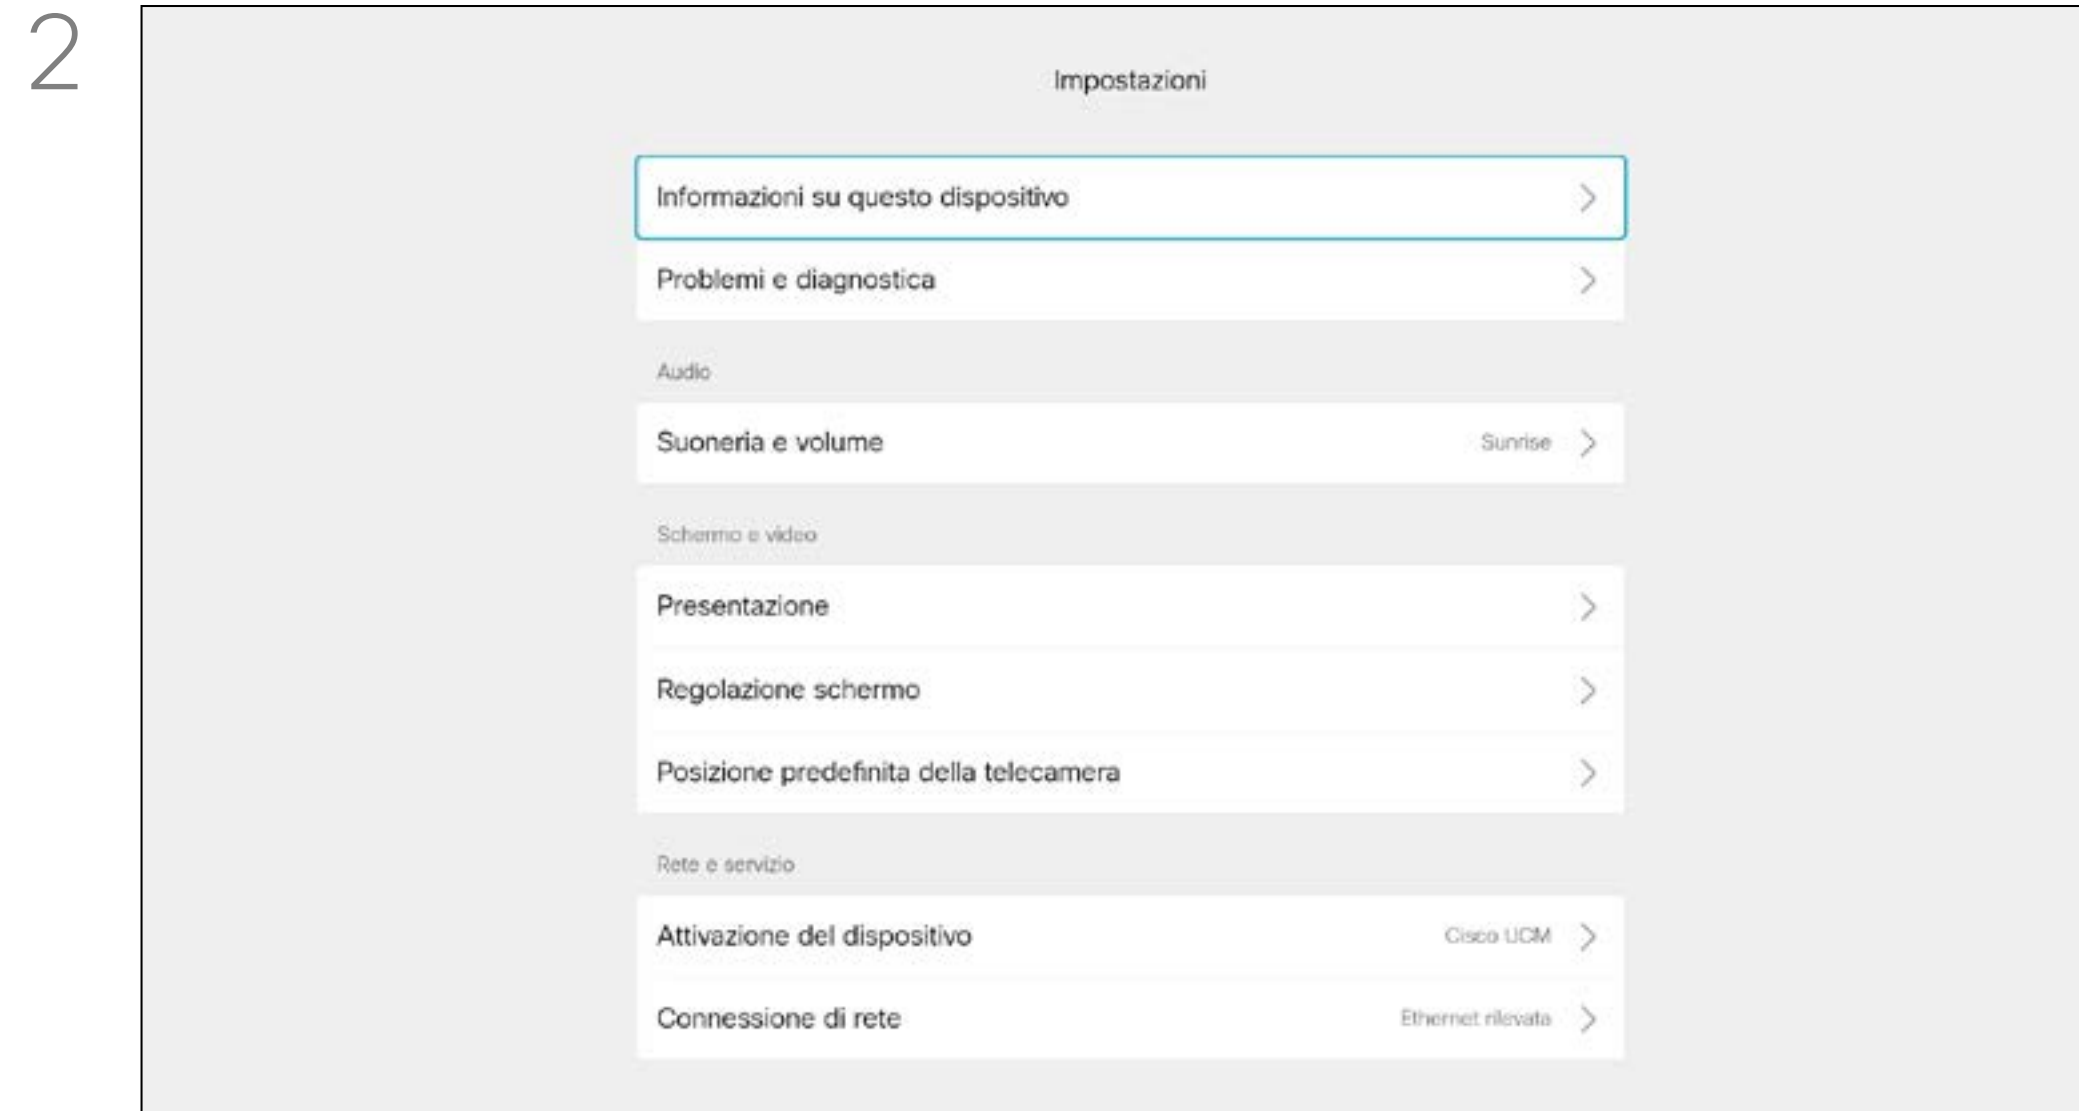 2
Impostazioni
Informazioni su questo dispositivo
Problemi e diagnostica
Audio
Suoneria e volume Sunrise
Schermo e video
Presentazione
Regolazione schermo
Posizione predefinita della telecamera
Rete e servizio
Attivazione del dispositivo Cisco UCM
Connessione di rete Ethernet rilevata